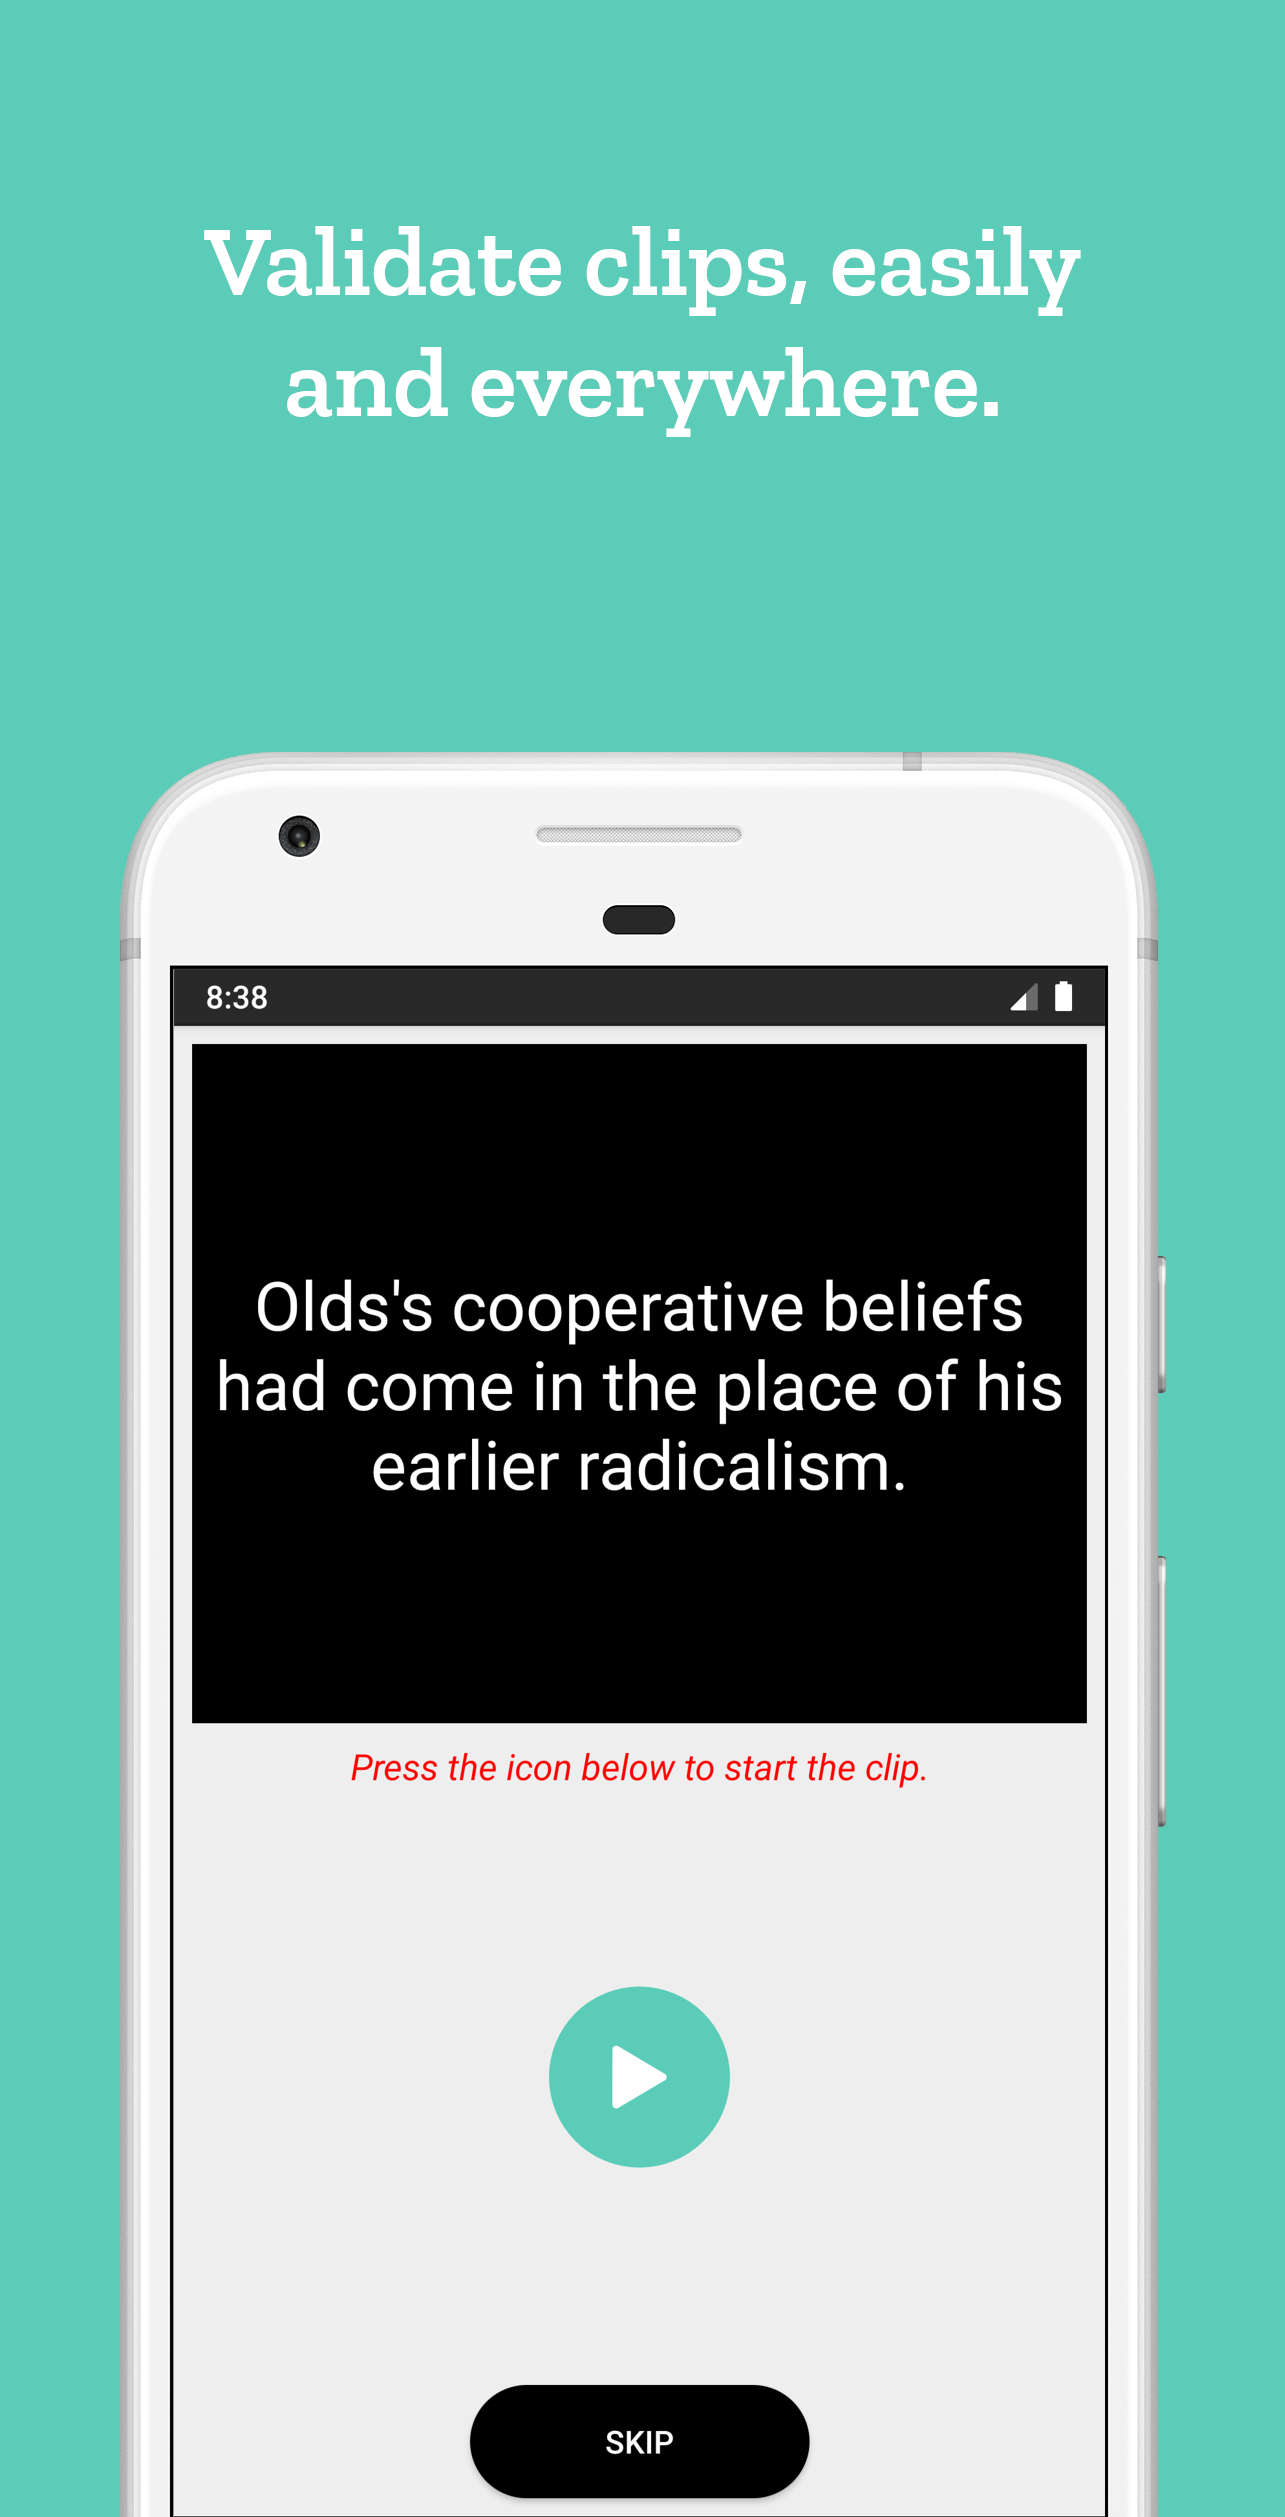 Validate clips, easily
and everywhere.
8:38
Olds's cooperative beliefs
had come in the place of his
earlier radicalism.
Press the icon below to start the clip.
SKIP